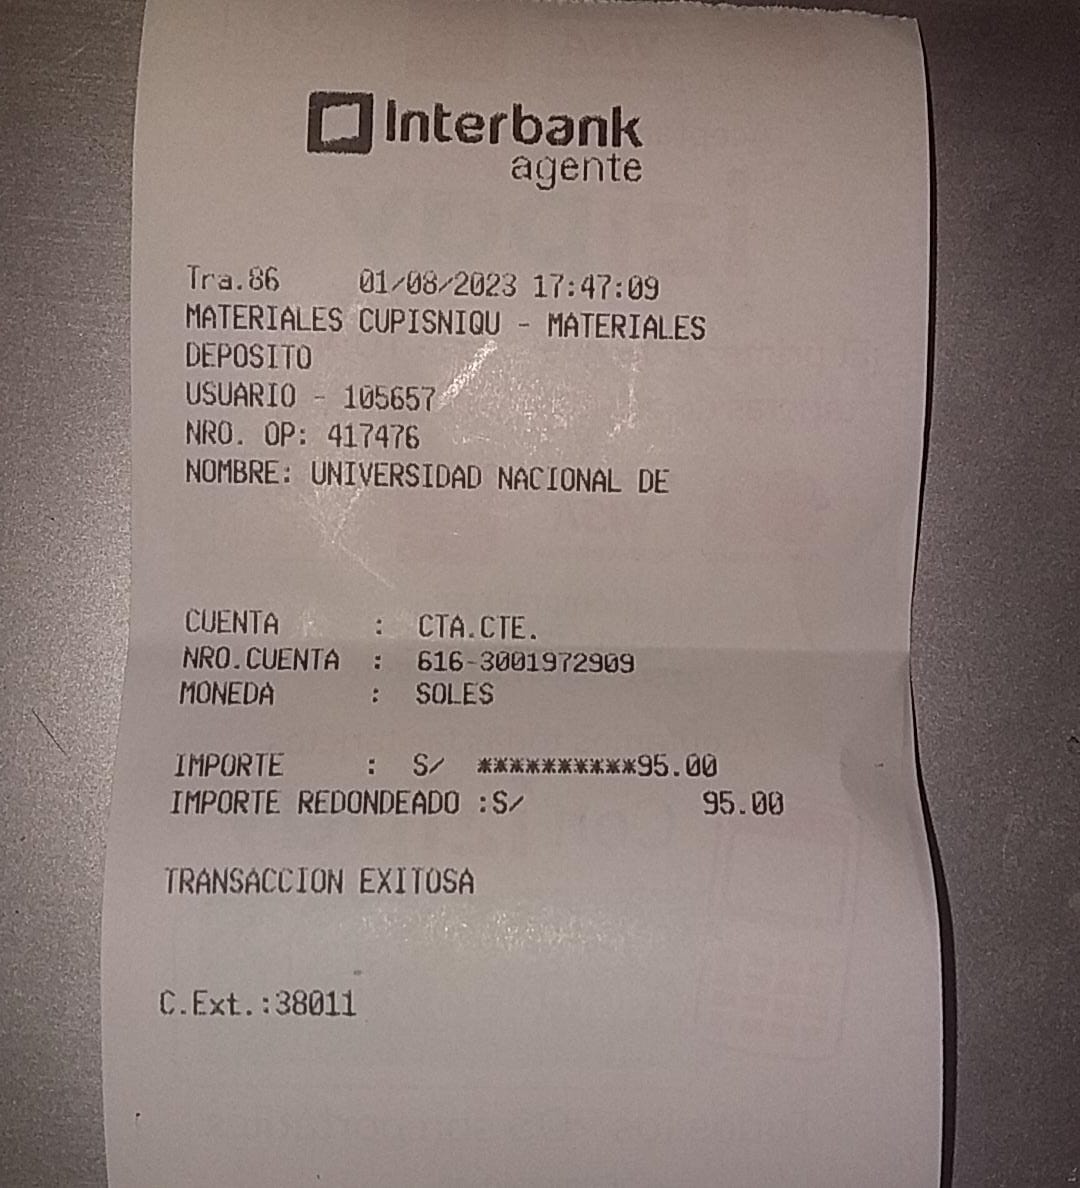 Interbank
agente
Tra.86 01/08/2023 17:47:09
MATERIALES CUPISNIQU - MATERIALES
DEPOSITO
USUARIO - 105657
NRO. OP: 417476
NOMBRE: UNIVERSIDAD NACIONAL DE
CUENTA : CTA.CTE.
NRO.CUENTA : 616-3001972909
MONEDA : SOLES
IMPORTE : S/ **********95.00
IMPORTE REDONDEADO :S/ 95.00
TRANSACCION EXITOSA
C.Ext.:38011